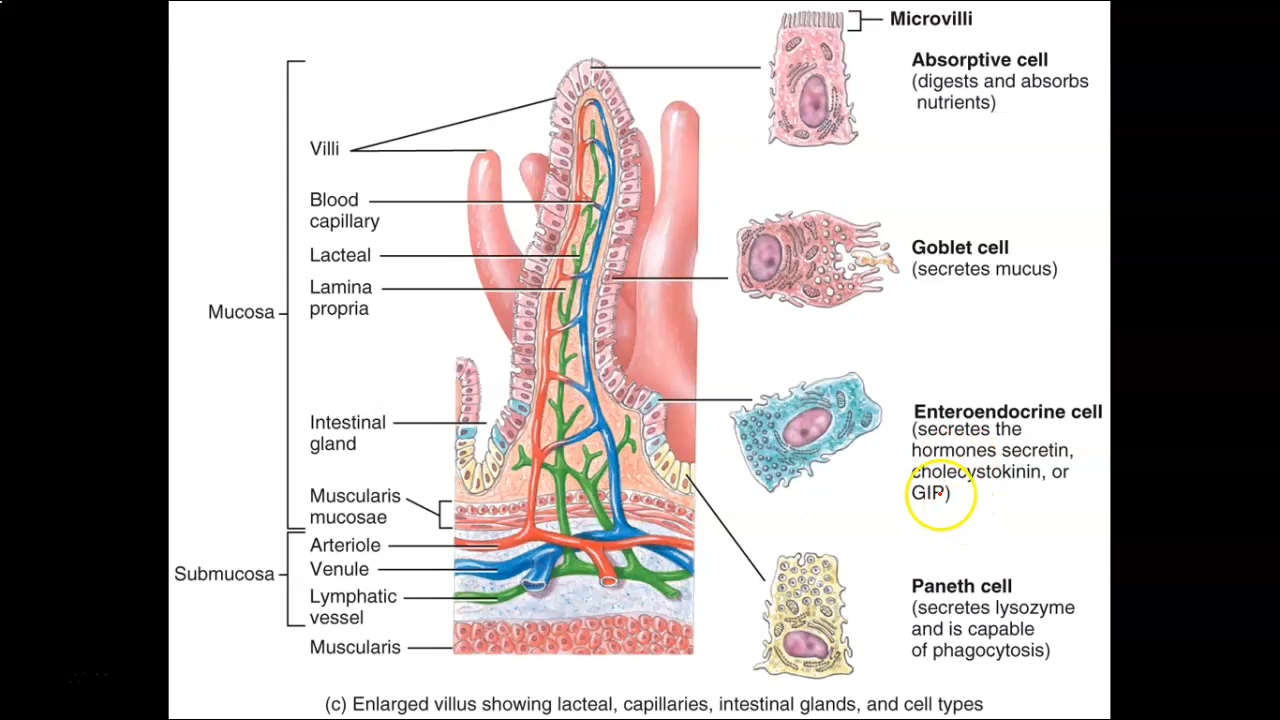 Microvilli
Absorptive cell
(digests and absorbs
nutrients)
Villi
Blood
capillary
Lacteal
Lamina
propria
Goblet cell
(secretes mucus)
Mucosa
Intestinal
gland
Enteroendocrine cell
(secretes the
hormones secretin,
cholecystokinin, or
GIP)
Muscularis
mucosae
Arteriole
Venule
Submucosa
Lymphatic
vessel
Muscularis
Paneth cell
(secretes lysozyme
and is capable
of phagocytosis)
(c) Enlarged villus showing lacteal, capillaries, intestinal glands, and cell types